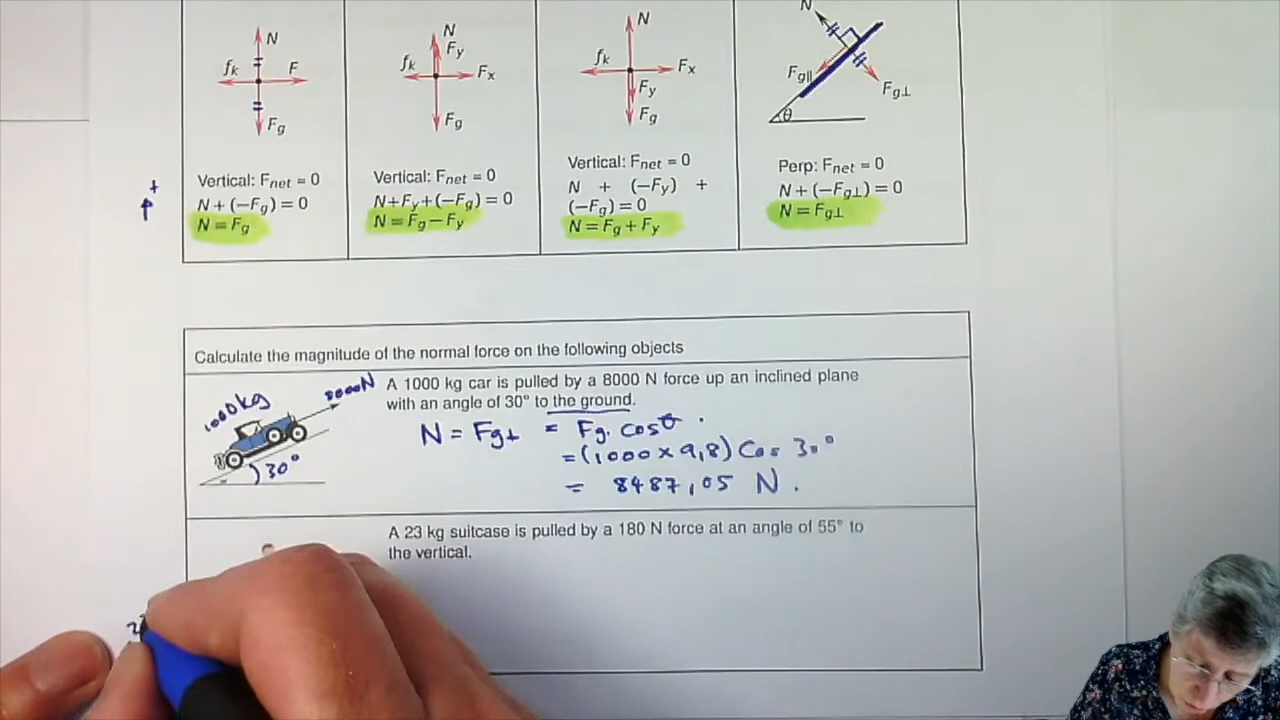 N
fk F
Fg
N
Fy
fk Fx
Fg
N
fk Fx
Fy
Fg
N
Fg||
Fg⊥
θ
+
Vertical: Fnet = 0
N + (−Fg) = 0
N = Fg
Vertical: Fnet = 0
N+Fy+(−Fg) = 0
N = Fg − Fy
Vertical: Fnet = 0
N + (−Fy) +
(−Fg) = 0
N = Fg + Fy
Perp: Fnet = 0
N + (−Fg⊥) = 0
N = Fg⊥
Calculate the magnitude of the normal force on the following objects
1000kg
8000N
30°
A 1000 kg car is pulled by a 8000 N force up an inclined plane
with an angle of 30° to the ground.
N = Fg⊥ = Fg. cosθ .
= (1000 × 9,8) Cos 30°
= 8487,05 N .
A 23 kg suitcase is pulled by a 180 N force at an angle of 55° to
the vertical.